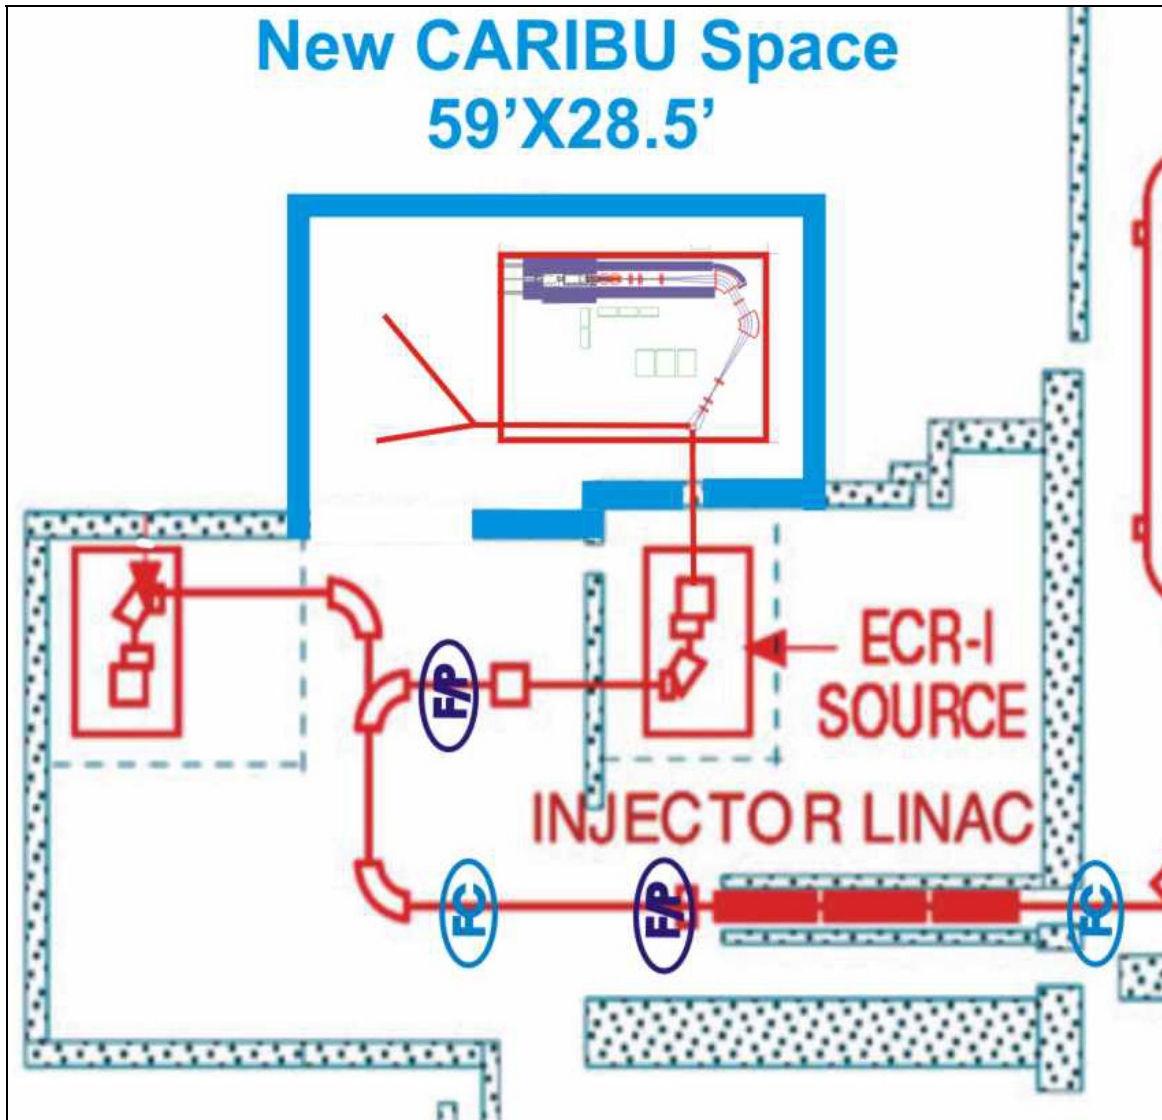 New CARIBU Space
59’X28.5’
ECR-I
SOURCE
F/P
INJECTOR LINAC
FC
F/P
FC